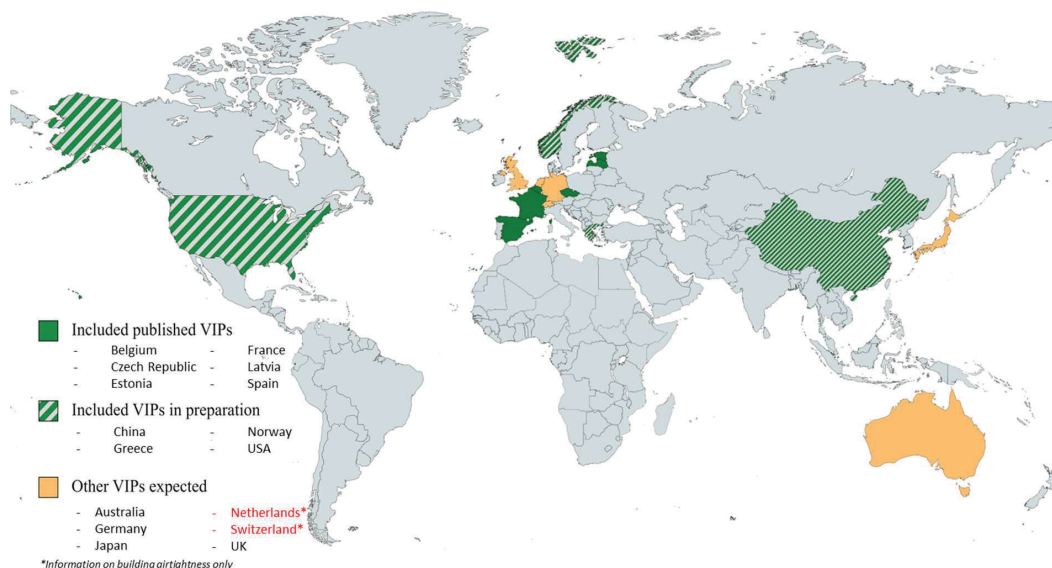 Included published VIPs
- Belgium - France
- Czech Republic - Latvia
- Estonia - Spain
Included VIPs in preparation
- China - Norway
- Greece - USA
Other VIPs expected
- Australia - Netherlands*
- Germany - Switzerland*
- Japan - UK
*Information on building airtightness only